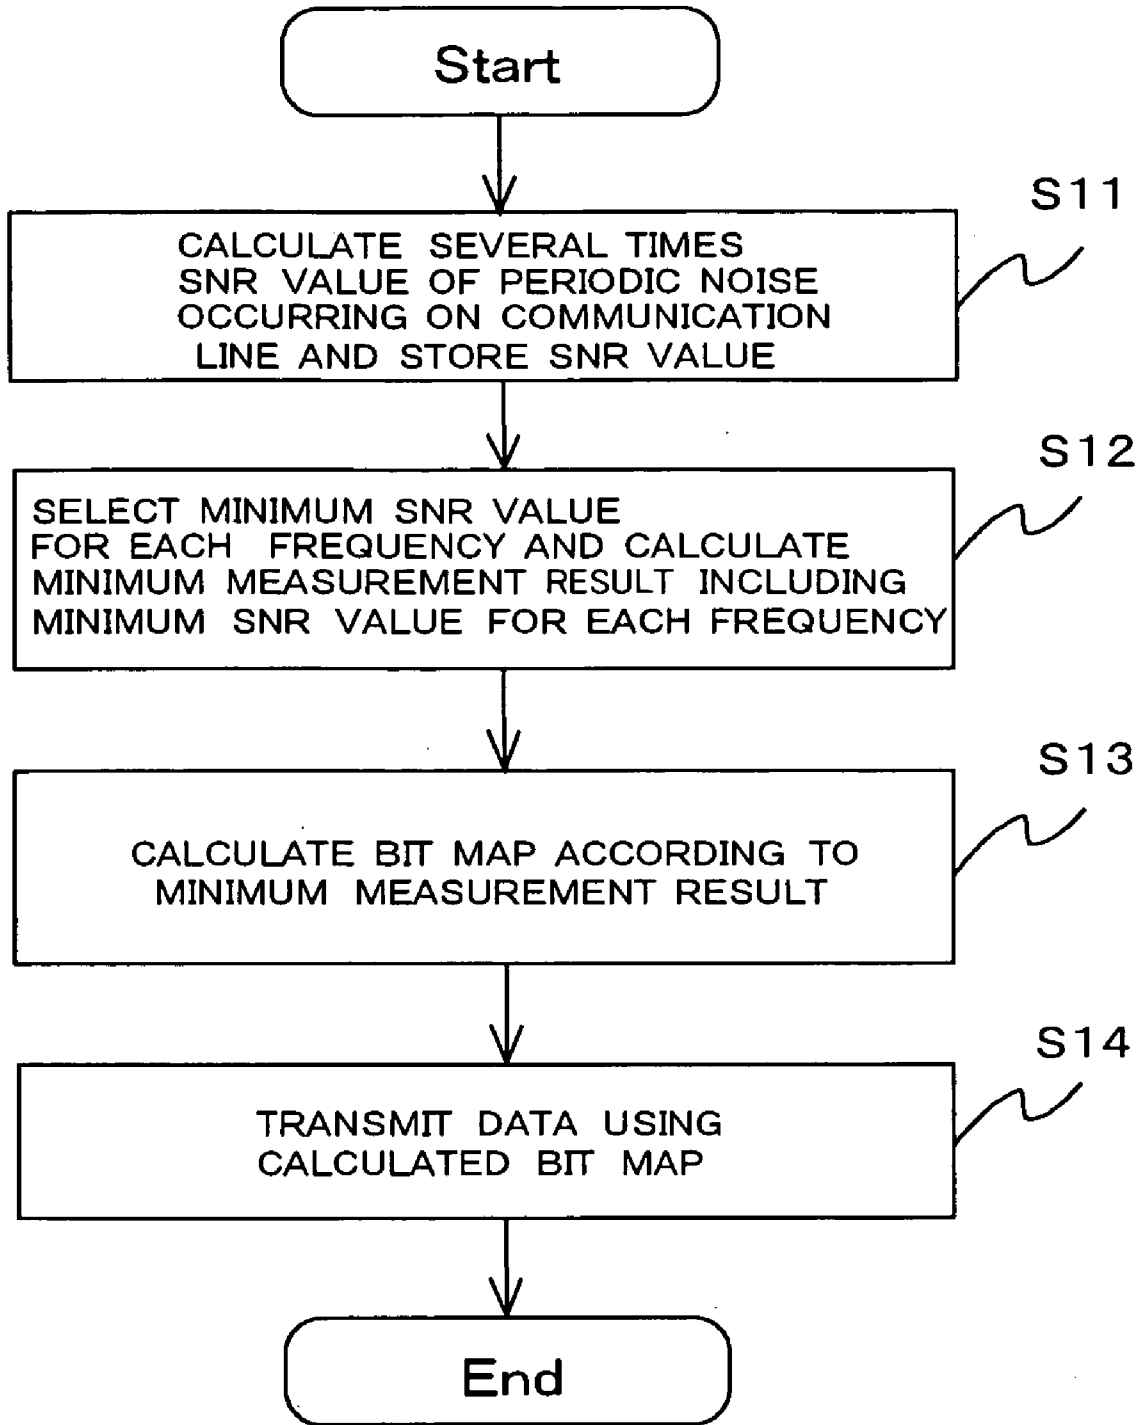 Start
S11
CALCULATE SEVERAL TIMES
SNR VALUE OF PERIODIC NOISE
OCCURRING ON COMMUNICATION
LINE AND STORE SNR VALUE
S12
SELECT MINIMUM SNR VALUE
FOR EACH FREQUENCY AND CALCULATE
MINIMUM MEASUREMENT RESULT INCLUDING
MINIMUM SNR VALUE FOR EACH FREQUENCY
S13
CALCULATE BIT MAP ACCORDING TO
MINIMUM MEASUREMENT RESULT
S14
TRANSMIT DATA USING
CALCULATED BIT MAP
End